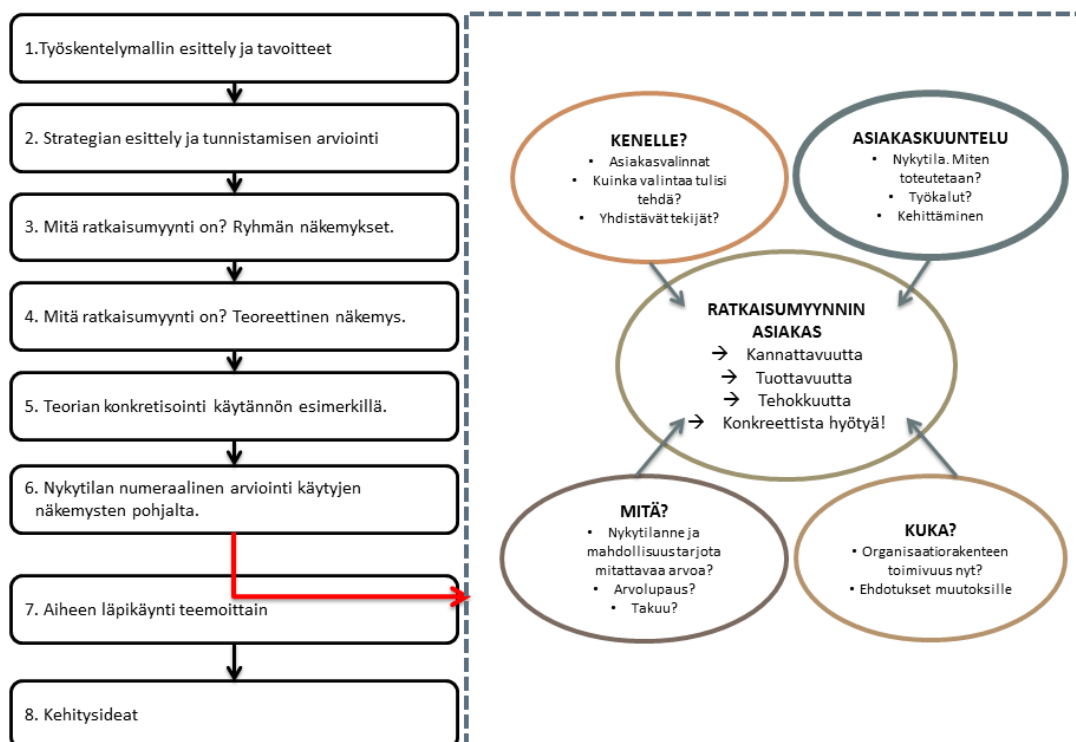 1.Työskentelymallin esittely ja tavoitteet
2. Strategian esittely ja tunnistamisen arviointi
3. Mitä ratkaisumyynti on? Ryhmän näkemykset.
4. Mitä ratkaisumyynti on? Teoreettinen näkemys.
5. Teorian konkretisointi käytännön esimerkillä.
6. Nykytilan numeraalinen arviointi käytyjen
näkemysten pohjalta.
7. Aiheen läpikäynti teemoittain
8. Kehitysideat
KENELLE?
• Asiakasvalinnat
• Kuinka valintaa tulisi
tehdä?
• Yhdistävät tekijät?
ASIAKASKUUNTELU
• Nykytila. Miten
toteutetaan?
• Työkalut?
• Kehittäminen
RATKAISUMYYNNIN
ASIAKAS
→ Kannattavuutta
→ Tuottavuutta
→ Tehokkuutta
→ Konkreettista hyötyä!
MITÄ?
• Nykytilanne ja
mahdollisuus tarjota
mitattavaa arvoa?
• Arvolupaus?
• Takuu?
KUKA?
• Organisaatiorakenteen
toimivuus nyt?
• Ehdotukset muutoksille